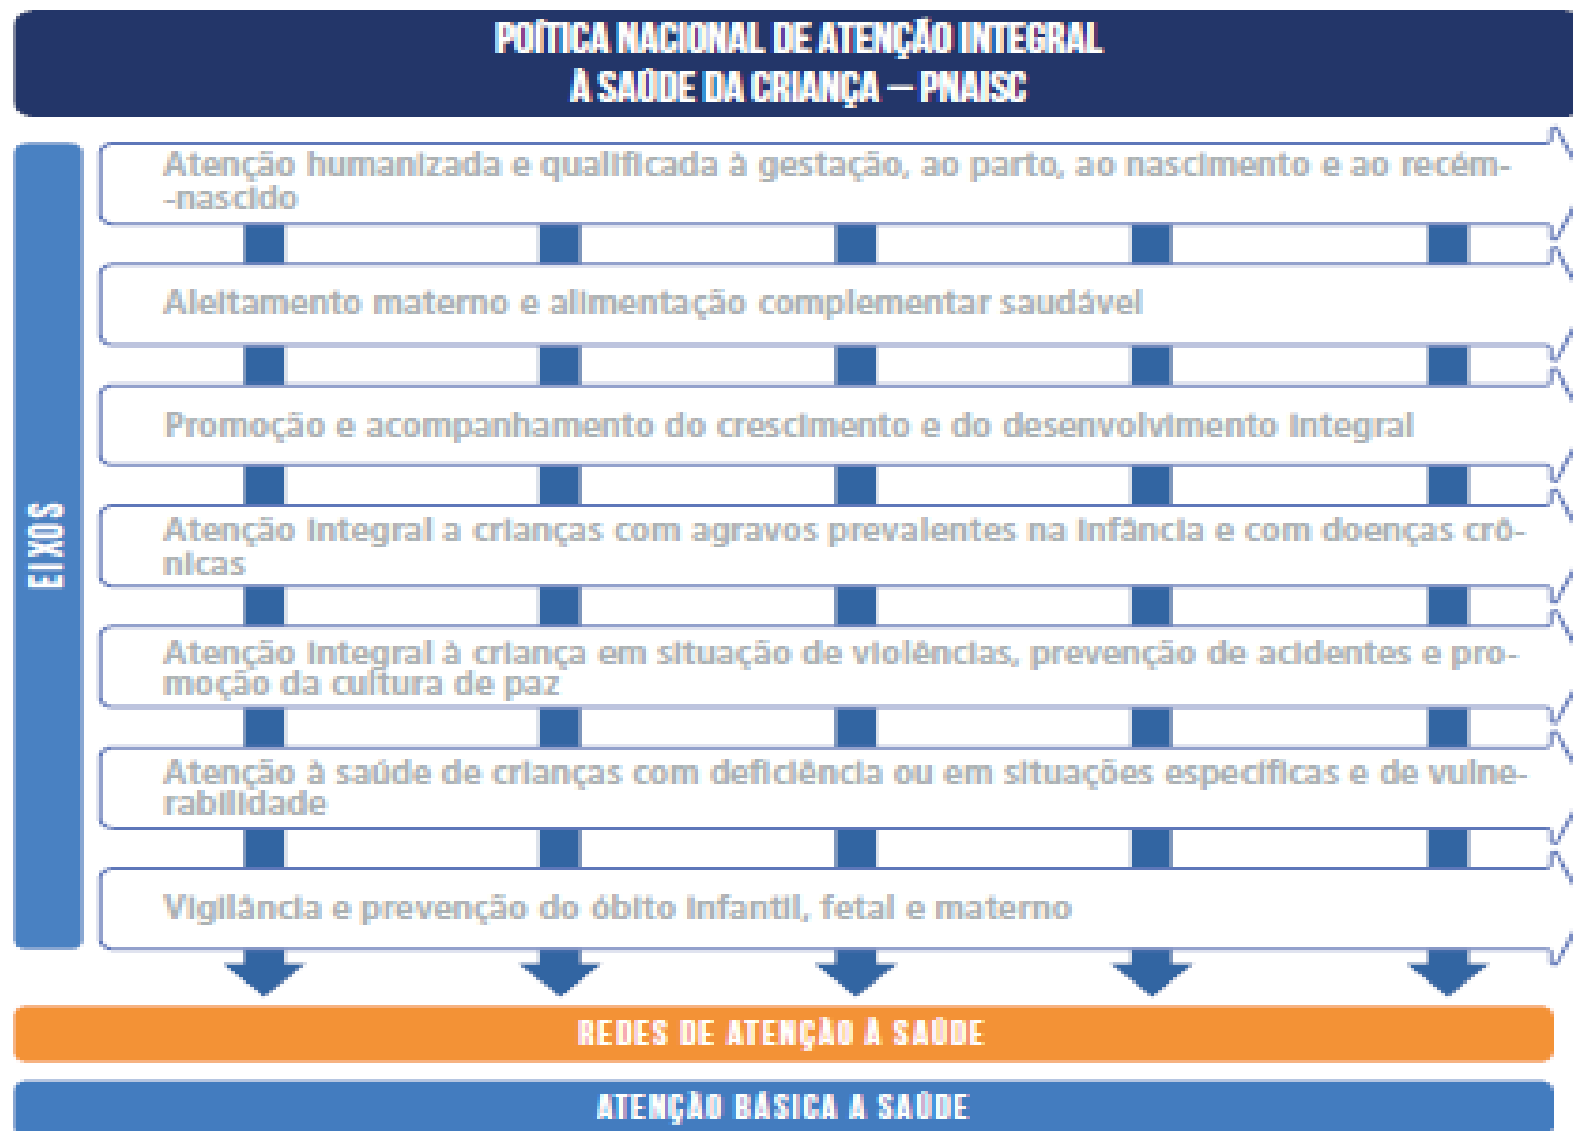 POÍTICA NACIONAL DE ATENÇÃO INTEGRAL
À SAÚDE DA CRIANÇA – PNAISC
EIXOS
Atenção humanizada e qualificada à gestação, ao parto, ao nascimento e ao recém-
-nascido
Aleitamento materno e alimentação complementar saudável
Promoção e acompanhamento do crescimento e do desenvolvimento integral
Atenção integral a crianças com agravos prevalentes na infância e com doenças crô-
nicas
Atenção integral à criança em situação de violências, prevenção de acidentes e pro-
moção da cultura de paz
Atenção à saúde de crianças com deficiência ou em situações específicas e de vulne-
rabilidade
Vigilância e prevenção do óbito infantil, fetal e materno
REDES DE ATENÇÃO À SAÚDE
ATENÇÃO BÁSICA A SAÚDE